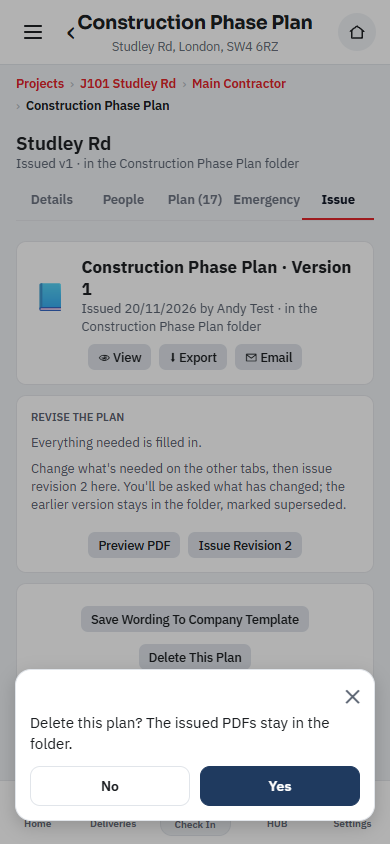 Construction Phase Plan
Studley Rd, London, SW4 6RZ
Projects › J101 Studley Rd › Main Contractor
› Construction Phase Plan
Studley Rd
Issued v1 · in the Construction Phase Plan folder
Details People Plan (17) Emergency Issue
Construction Phase Plan · Version
1
Issued 20/11/2026 by Andy Test · in the
Construction Phase Plan folder
View Export Email
REVISE THE PLAN
Everything needed is filled in.
Change what's needed on the other tabs, then issue
revision 2 here. You'll be asked what has changed; the
earlier version stays in the folder, marked superseded.
Preview PDF Issue Revision 2
Save Wording To Company Template
Delete This Plan
Delete this plan? The issued PDFs stay in the
folder.
No Yes
Home Deliveries Check In HUB Settings